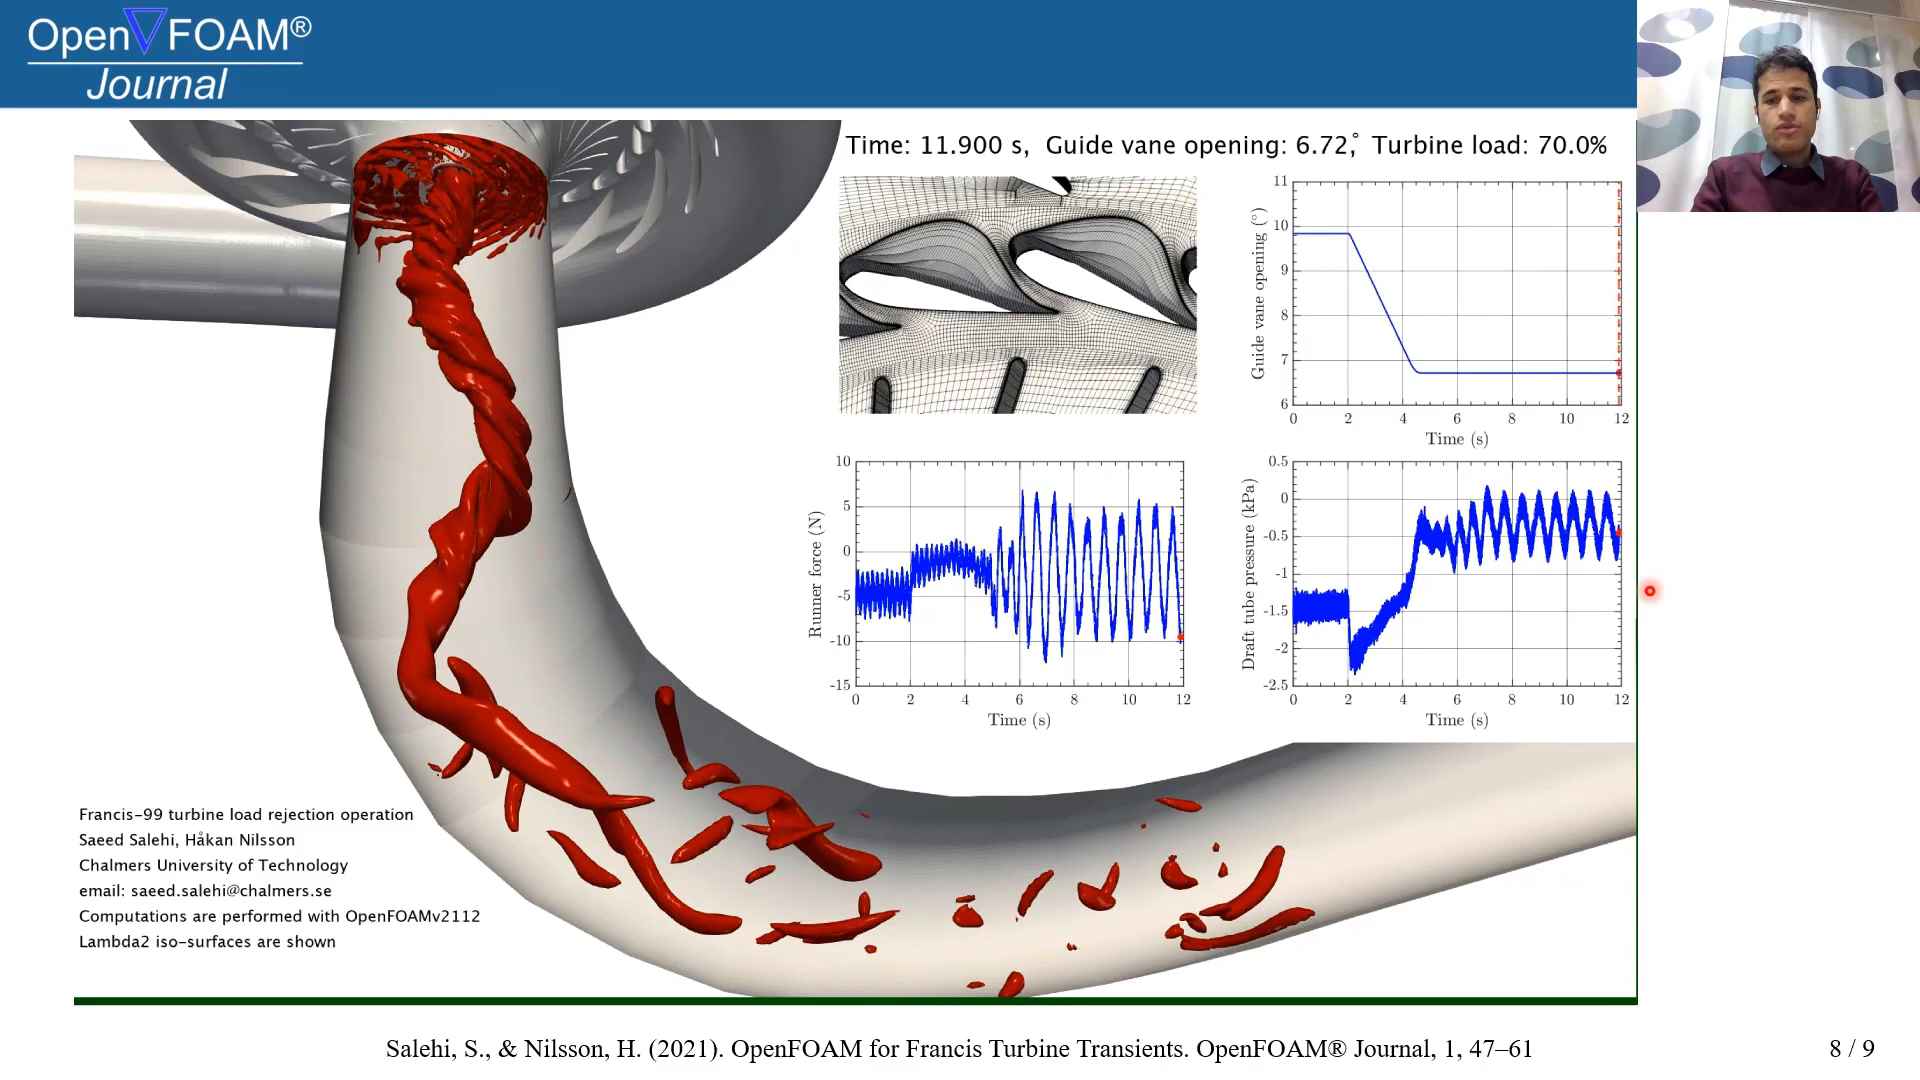 Open▽FOAM®
Journal
Time: 11.900 s, Guide vane opening: 6.72°, Turbine load: 70.0%
11
10
9
8
7
6
Guide vane opening (°)
0 2 4 6 8 10 12
Time (s)
10
5
0
-5
-10
-15
Runner force (N)
0 2 4 6 8 10 12
Time (s)
0.5
0
-0.5
-1
-1.5
-2
-2.5
Draft tube pressure (kPa)
0 2 4 6 8 10 12
Time (s)
Francis-99 turbine load rejection operation
Saeed Salehi, Håkan Nilsson
Chalmers University of Technology
email: saeed.salehi@chalmers.se
Computations are performed with OpenFOAMv2112
Lambda2 iso-surfaces are shown
Salehi, S., & Nilsson, H. (2021). OpenFOAM for Francis Turbine Transients. OpenFOAM® Journal, 1, 47–61
8 / 9